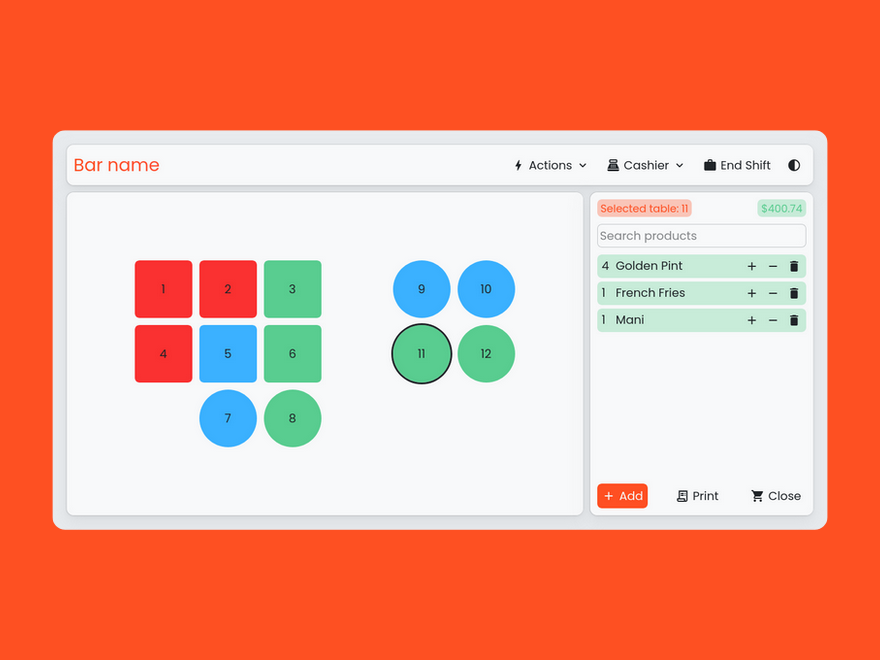 Bar name
Actions
Cashier
End Shift
1 2 3
4 5 6
7 8
9 10
11 12
Selected table: 11
$400.74
Search products
4 Golden Pint + −
1 French Fries + −
1 Mani + −
+ Add
Print
Close